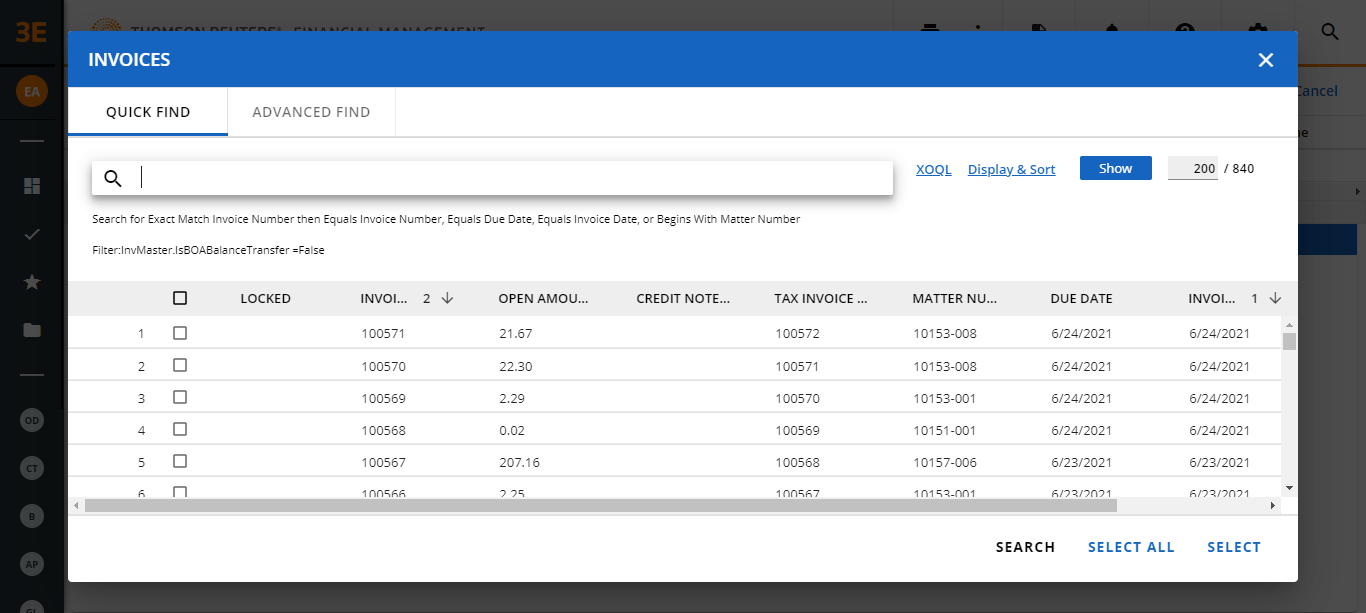 3E
THOMSON REUTERS® FINANCIAL MANAGEMENT
INVOICES
EA
Cancel
QUICK FIND
ADVANCED FIND
XOQL
Display & Sort
Show
200 / 840
Search for Exact Match Invoice Number then Equals Invoice Number, Equals Due Date, Equals Invoice Date, or Begins With Matter Number
Filter:InvMaster.IsBOABalanceTransfer =False
LOCKED INVOI... 2 OPEN AMOU... CREDIT NOTE... TAX INVOICE ... MATTER NU... DUE DATE INVOI... 1
1 100571 21.67 100572 10153-008 6/24/2021 6/24/2021
2 100570 22.30 100571 10153-008 6/24/2021 6/24/2021
3 100569 2.29 100570 10153-001 6/24/2021 6/24/2021
4 100568 0.02 100569 10151-001 6/24/2021 6/24/2021
5 100567 207.16 100568 10157-006 6/23/2021 6/23/2021
6 100566 2.25 100567 10153-001 6/23/2021 6/23/2021
OD
CT
B
AP
GL
SEARCH SELECT ALL SELECT